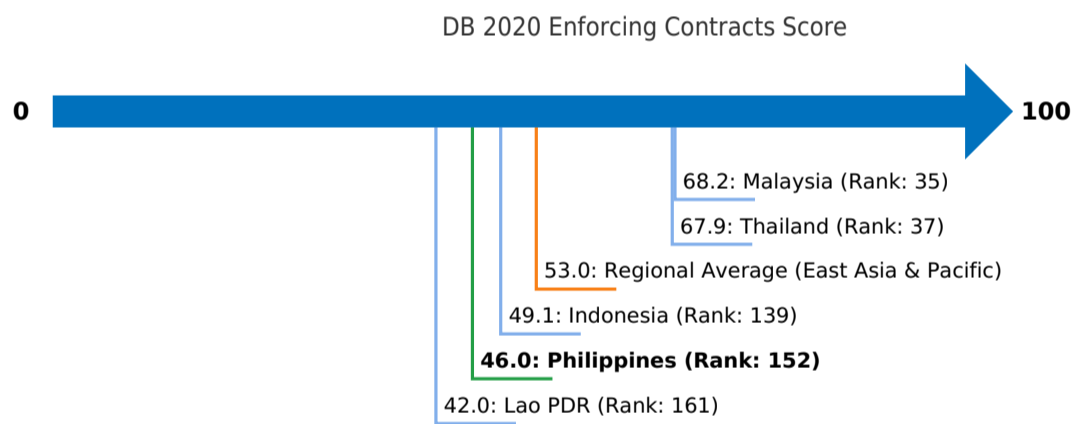 DB 2020 Enforcing Contracts Score
0
100
68.2: Malaysia (Rank: 35)
67.9: Thailand (Rank: 37)
53.0: Regional Average (East Asia & Pacific)
49.1: Indonesia (Rank: 139)
46.0: Philippines (Rank: 152)
42.0: Lao PDR (Rank: 161)